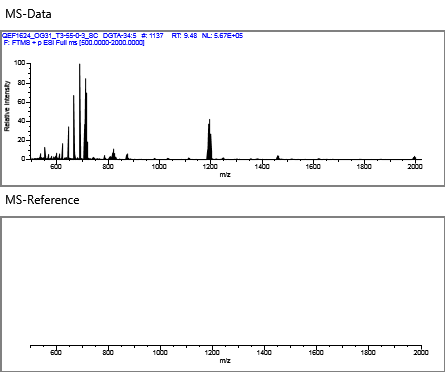 MS-Data
QEF1624_OG31_T3-55-0-3_8C DGTA-34:5 #: 1137 RT: 9.48 NL: 5.67E+05
F: FTMS + p ESI Full ms [500.0000-2000.0000]
100
80
60
40
20
0
Relative Intensity
600 800 1000 1200 1400 1600 1800 2000
m/z
MS-Reference
600 800 1000 1200 1400 1600 1800 2000
m/z